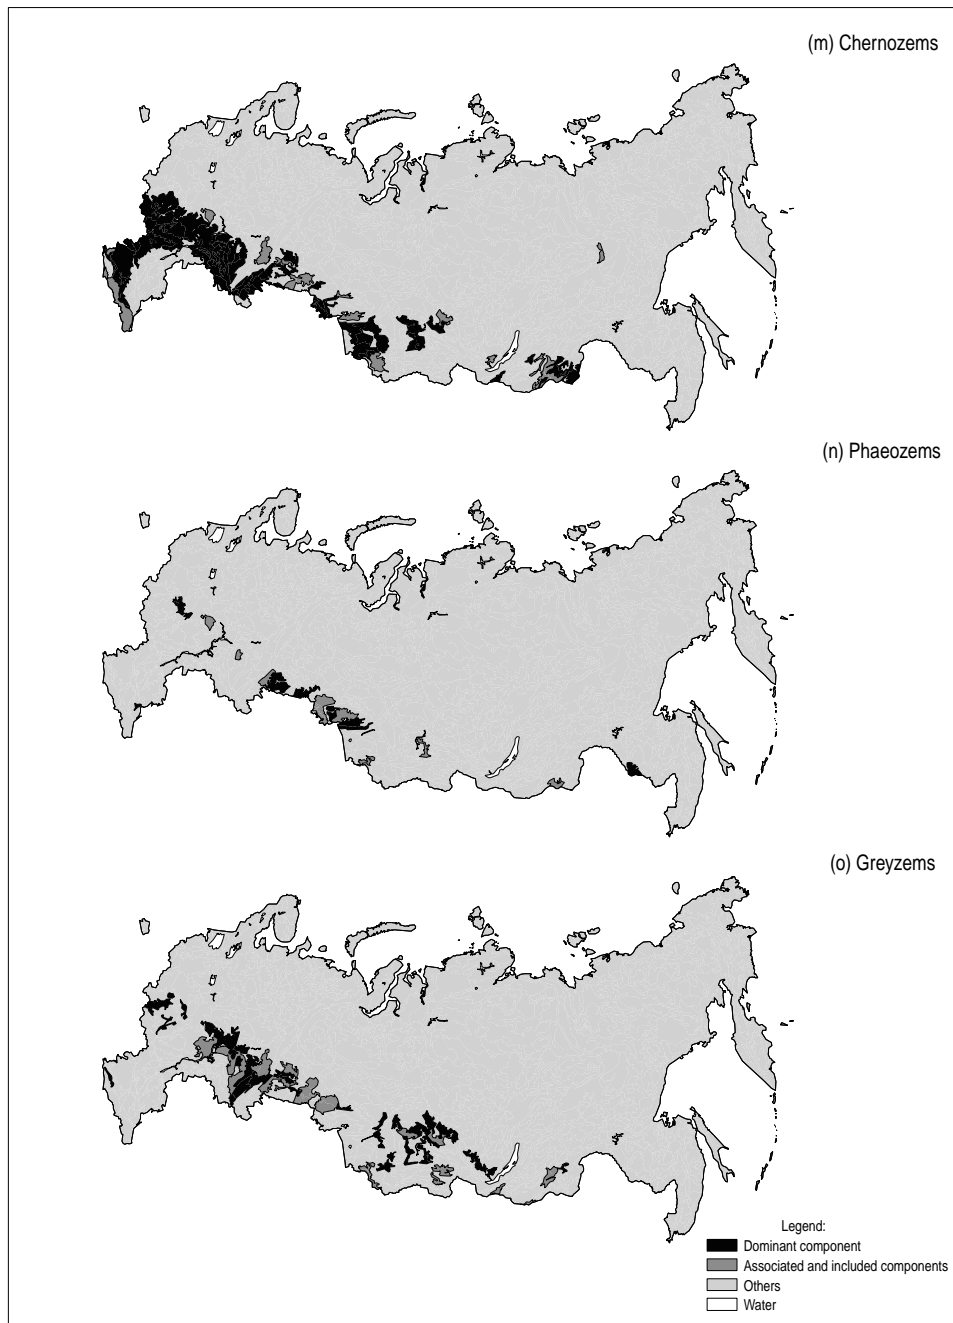 (m) Chernozems
(n) Phaeozems
(o) Greyzems
Legend:
Dominant component
Associated and included components
Others
Water